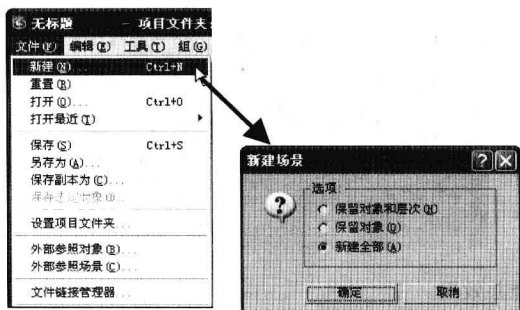 无标题 - 项目文件夹:
文件(F) 编辑(E) 工具(T) 组(G)
新建(N)... Ctrl+N
重置(R)
打开(O)... Ctrl+O
打开最近(T)
保存(S) Ctrl+S
另存为(A)...
保存副本为(C)...
设置项目文件夹...
外部参照对象(B)...
外部参照场景(C)...
文件链接管理器...
新建场景
选项:
保留对象和层次(H)
保留对象(O)
新建全部(A)
确定 取消